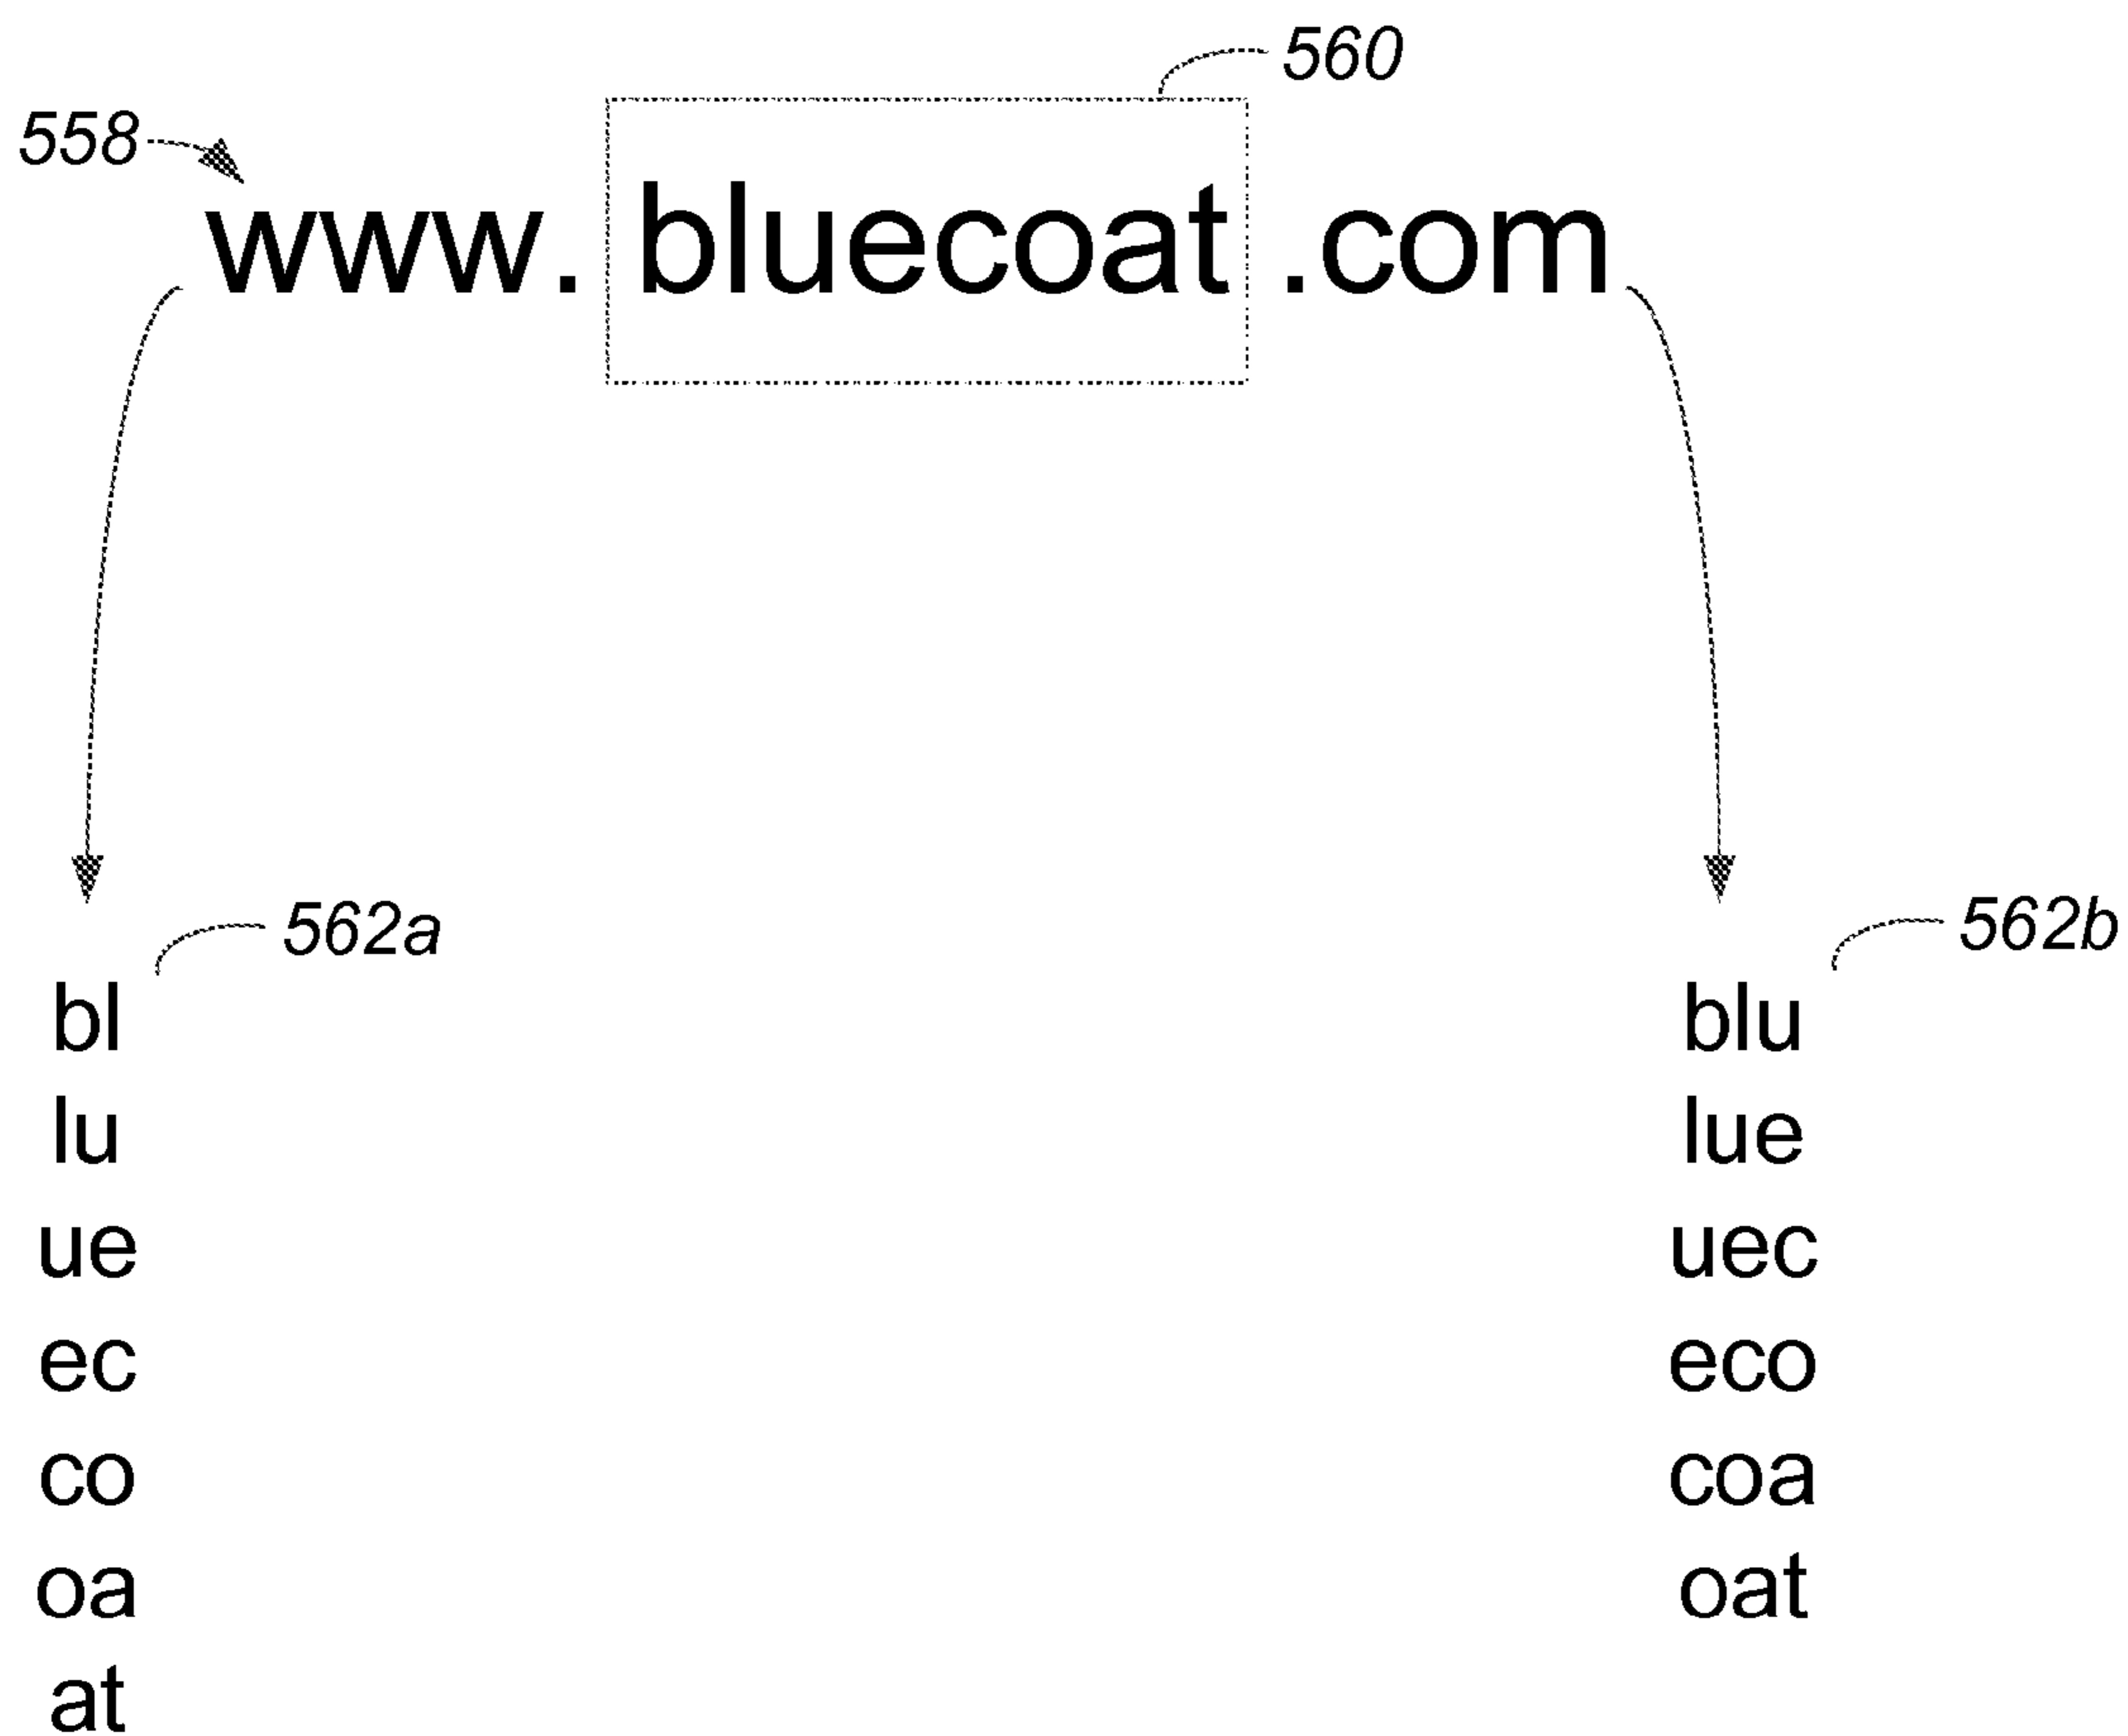 560
558
www. bluecoat .com
562a
562b
bl
blu
lu
lue
ue
uec
ec
eco
co
coa
oa
oat
at